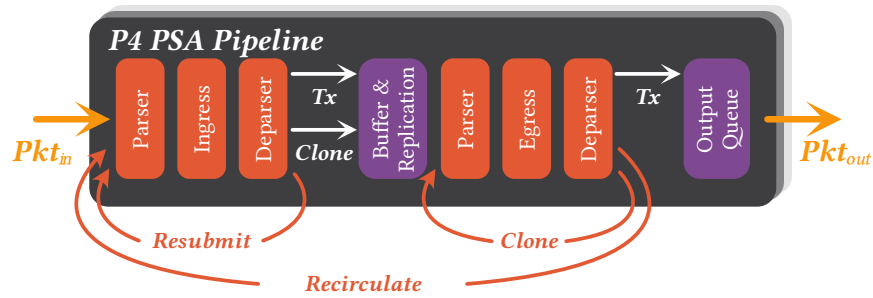 P4 PSA Pipeline
Pkt_in
Parser
Ingress
Deparser
Tx
Clone
Buffer &
Replication
Parser
Egress
Deparser
Tx
Output
Queue
Pkt_out
Resubmit
Clone
Recirculate